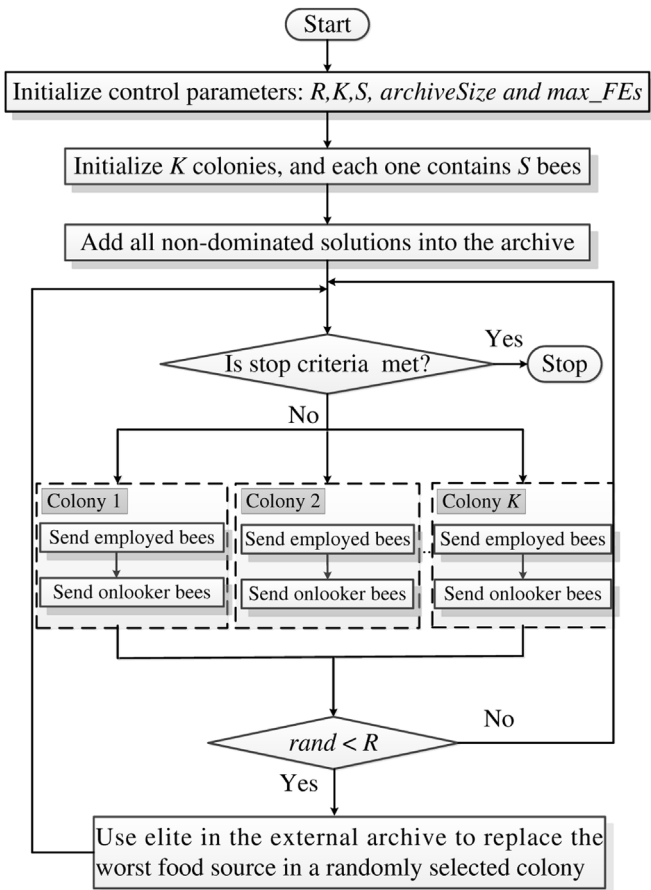 Start
Initialize control parameters: R,K,S, archiveSize and max_FEs
Initialize K colonies, and each one contains S bees
Add all non-dominated solutions into the archive
Is stop criteria met?
Yes
Stop
No
Colony 1
Send employed bees
Send onlooker bees
Colony 2
Send employed bees
Send onlooker bees
..
Colony K
Send employed bees
Send onlooker bees
rand < R
No
Yes
Use elite in the external archive to replace the
worst food source in a randomly selected colony